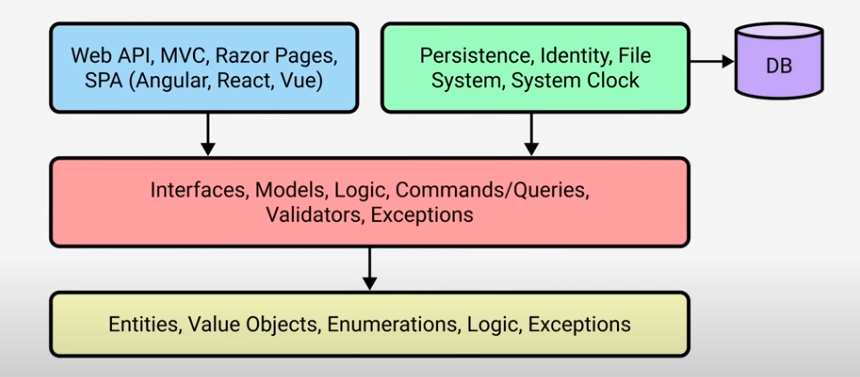 Web API, MVC, Razor Pages,
SPA (Angular, React, Vue)
Persistence, Identity, File
System, System Clock
DB
Interfaces, Models, Logic, Commands/Queries,
Validators, Exceptions
Entities, Value Objects, Enumerations, Logic, Exceptions